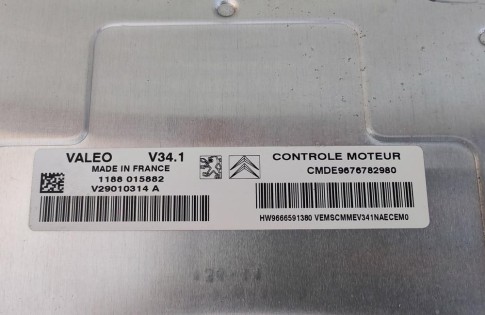 VALEO V34.1
MADE IN FRANCE
1188 015882
V29010314 A
CONTROLE MOTEUR
CMDE9676782980
HW9666591380 VEMSCMMEV341NAECEM0